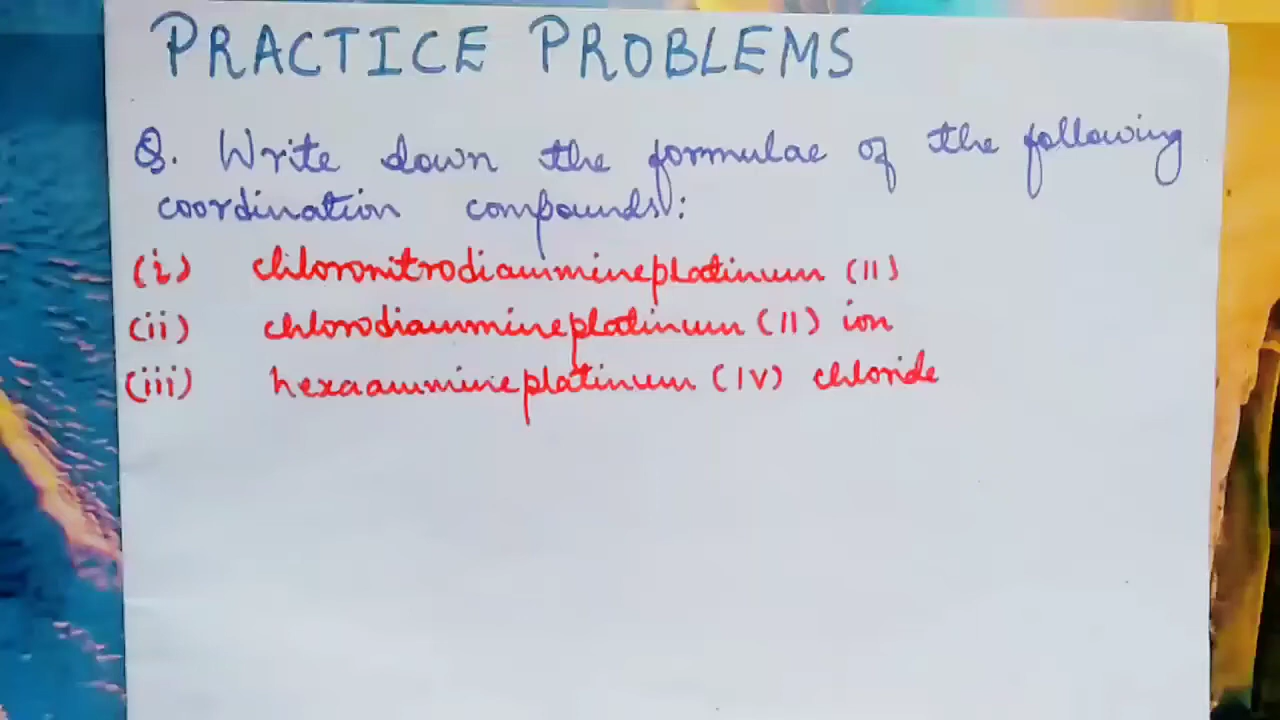 PRACTICE PROBLEMS
Q. Write down the formulae of the following
coordination compounds:
(i) chloronitrodiammineplatinum (II)
(ii) chlorodiammineplatinum (II) ion
(iii) hexaammineplatinum (IV) chloride